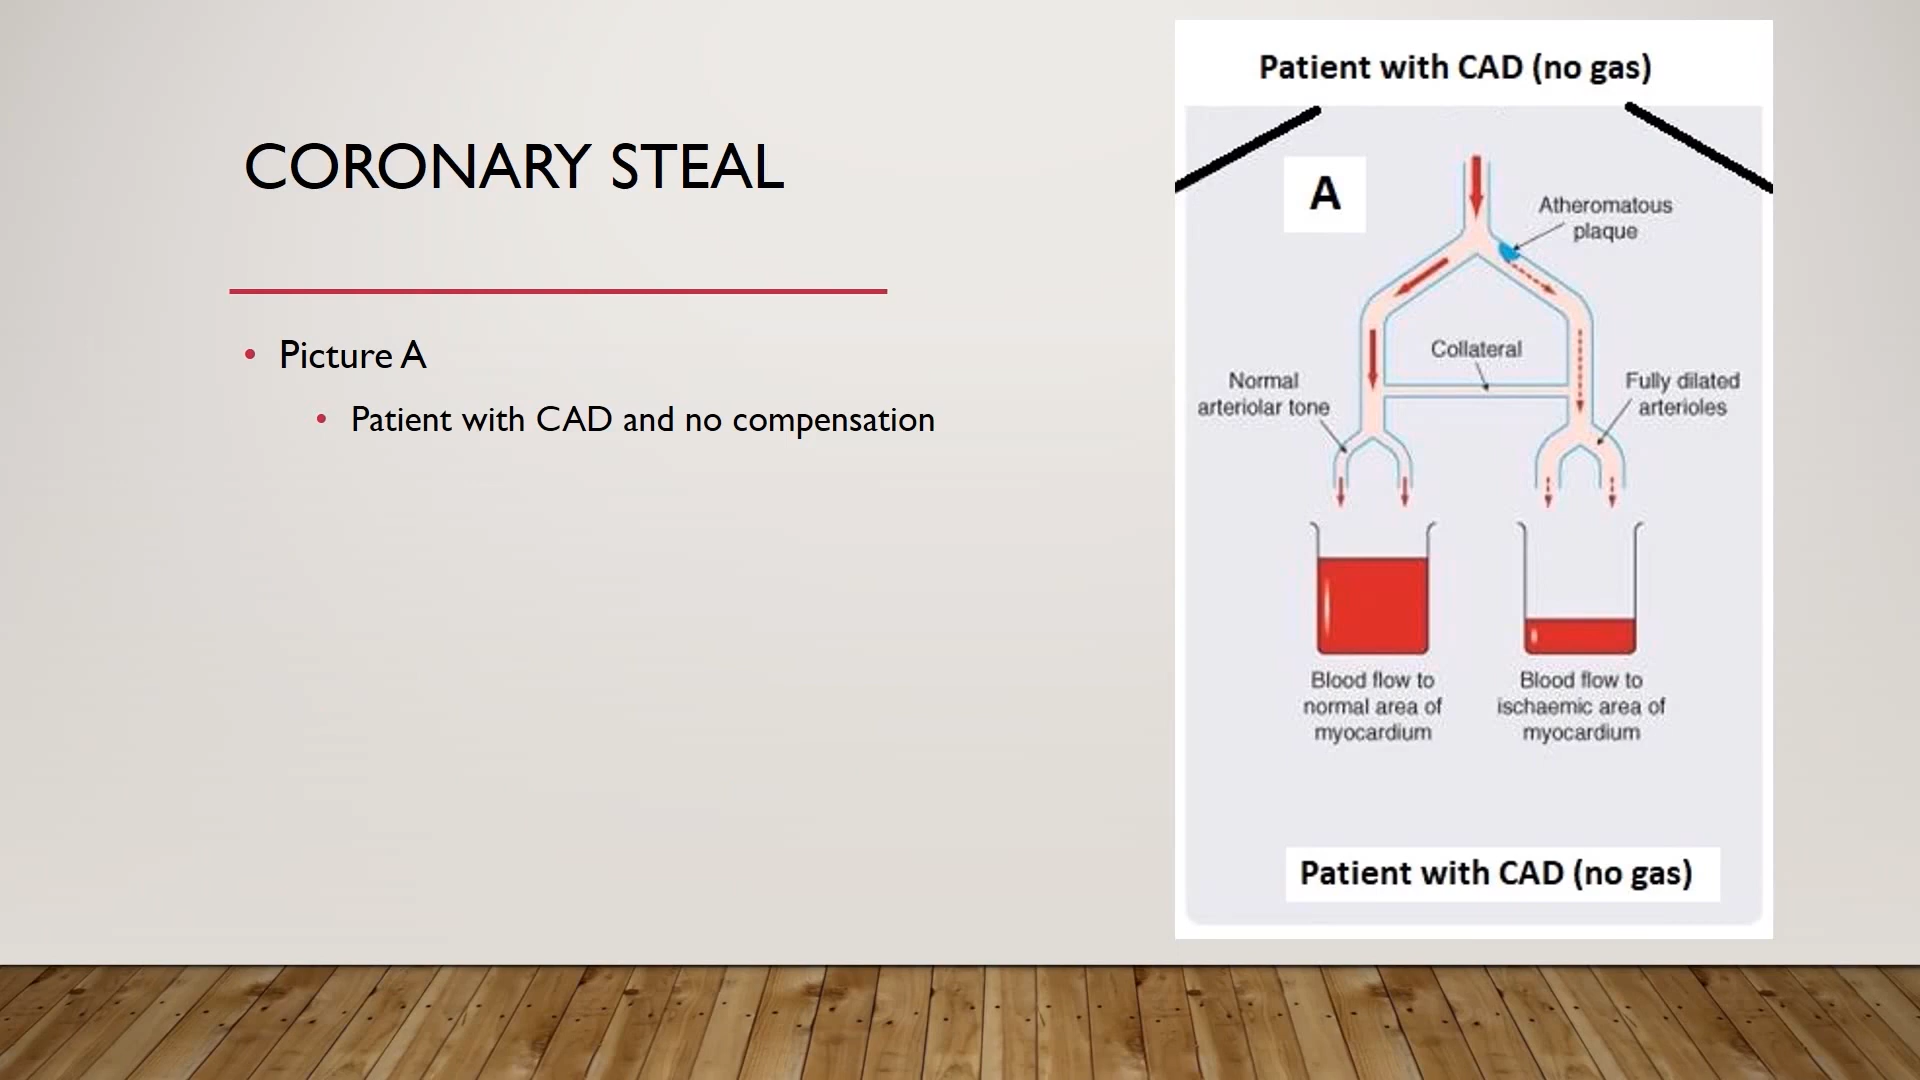 CORONARY STEAL
Picture A
Patient with CAD and no compensation
Patient with CAD (no gas)
A
Atheromatous
plaque
Collateral
Normal
arteriolar tone
Fully dilated
arterioles
Blood flow to
normal area of
myocardium
Blood flow to
ischaemic area of
myocardium
Patient with CAD (no gas)